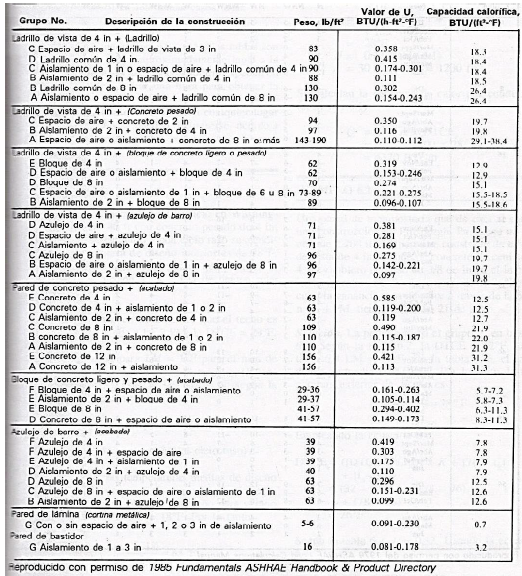 Grupo No. Descripción de la construcción Peso, lb/ft² Valor de U, BTU/(h-ft²-°F) Capacidad calorífica, BTU/(ft²-°F)
Ladrillo de vista de 4 in + (Ladrillo)
C Espacio de aire + ladrillo de vista de 3 in 83 0.358 18.3
D Ladrillo común de 4 in 90 0.415 18.4
C Aislamiento de 1 in o espacio de aire + ladrillo común de 4 in 90 0.174-0.301 18.4
B Aislamiento de 2 in + ladrillo común de 4 in 88 0.111 18.5
B Ladrillo común de 8 in 130 0.302 26.4
A Aislamiento o espacio de aire + ladrillo común de 8 in 130 0.154-0.243 26.4
Ladrillo de vista de 4 in + (Concreto pesado)
C Espacio de aire + concreto de 2 in 94 0.350 19.7
B Aislamiento de 2 in + concreto de 4 in 97 0.116 19.8
A Espacio de aire o aislamiento + concreto de 8 in o más 143 190 0.110-0.112 29.1-38.4
Ladrillo de vista de 4 in + (bloque de concreto ligero o pesado)
E Bloque de 4 in 62 0.319 12.9
D Espacio de aire o aislamiento + bloque de 4 in 62 0.153-0.246 12.9
D Bloque de 8 in 70 0.274 15.1
C Espacio de aire o aislamiento de 1 in + bloque de 6 u 8 in 73-89 0.221-0.275 15.5-18.5
B Aislamiento de 2 in + bloque de 8 in 89 0.096-0.107 15.5-18.6
Ladrillo de vista de 4 in + (azulejo de barro)
D Azulejo de 4 in 71 0.381 15.1
D Espacio de aire + azulejo de 4 in 71 0.281 15.1
C Aislamiento + azulejo de 4 in 71 0.169 15.1
C Azulejo de 8 in 96 0.275 19.7
B Espacio de aire o aislamiento de 1 in + azulejo de 8 in 96 0.142-0.221 19.7
A Aislamiento de 2 in + azulejo de 8 in 97 0.097 19.8
Pared de concreto pesado + (acabado)
E Concreto de 4 in 63 0.585 12.5
D Concreto de 4 in + aislamiento de 1 o 2 in 63 0.119-0.200 12.5
C Aislamiento de 2 in + concreto de 4 in 63 0.119 12.7
C Concreto de 8 in 109 0.490 21.9
B concreto de 8 in + aislamiento de 1 o 2 in 110 0.115-0.187 22.0
A Aislamiento de 2 in + concreto de 8 in 110 0.115 21.9
E Concreto de 12 in 156 0.421 31.2
A Concreto de 12 in + aislamiento 156 0.113 31.3
Bloque de concreto ligero y pesado + (acabado)
F Bloque de 4 in + espacio de aire o aislamiento 29-36 0.161-0.263 5.7-7.2
E Aislamiento de 2 in + bloque de 4 in 29-37 0.105-0.114 5.8-7.3
E Bloque de 8 in 41-57 0.294-0.402 6.3-11.3
D Concreto de 8 in + espacio de aire o aislamiento 41-57 0.149-0.173 8.3-11.3
Azulejo de barro + (acabado)
F Azulejo de 4 in 39 0.419 7.8
F Azulejo de 4 in + espacio de aire 39 0.303 7.8
E Azulejo de 4 in + aislamiento de 1 in 39 0.175 7.9
D Aislamiento de 2 in + azulejo de 4 in 40 0.110 7.9
D Azulejo de 8 in 63 0.296 12.5
C Azulejo de 8 in + espacio de aire o aislamiento de 1 in 63 0.151-0.231 12.6
B Aislamiento de 2 in + azulejo de 8 in 63 0.099 12.6
Pared de lámina (cortina metálica)
G Con o sin espacio de aire + 1, 2 o 3 in de aislamiento 5-6 0.091-0.230 0.7
Pared de bastidor
G Aislamiento de 1 a 3 in 16 0.081-0.178 3.2
Reproducido con permiso de 1985 Fundamentals ASHRAE Handbook & Product Directory